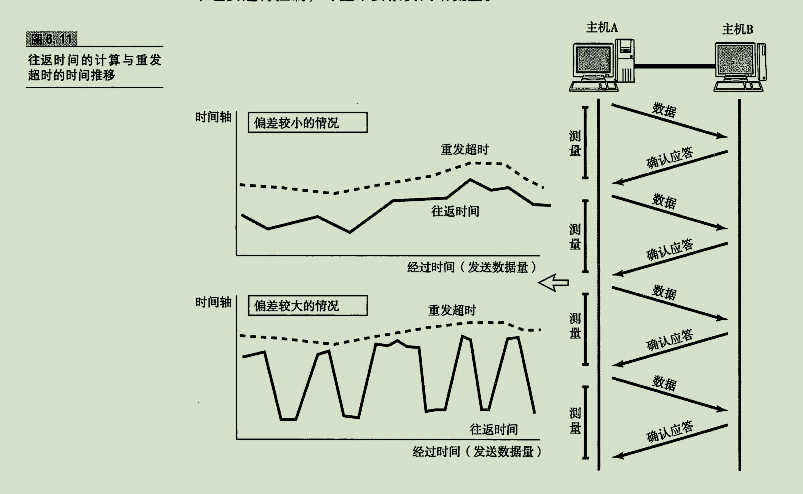 图6.11
往返时间的计算与重发
超时的时间推移
主机A
主机B
时间轴
偏差较小的情况
重发超时
往返时间
经过时间（发送数据量）
时间轴
偏差较大的情况
重发超时
往返时间
经过时间（发送数据量）
测量
数据
确认应答
测量
数据
确认应答
测量
数据
确认应答
测量
数据
确认应答